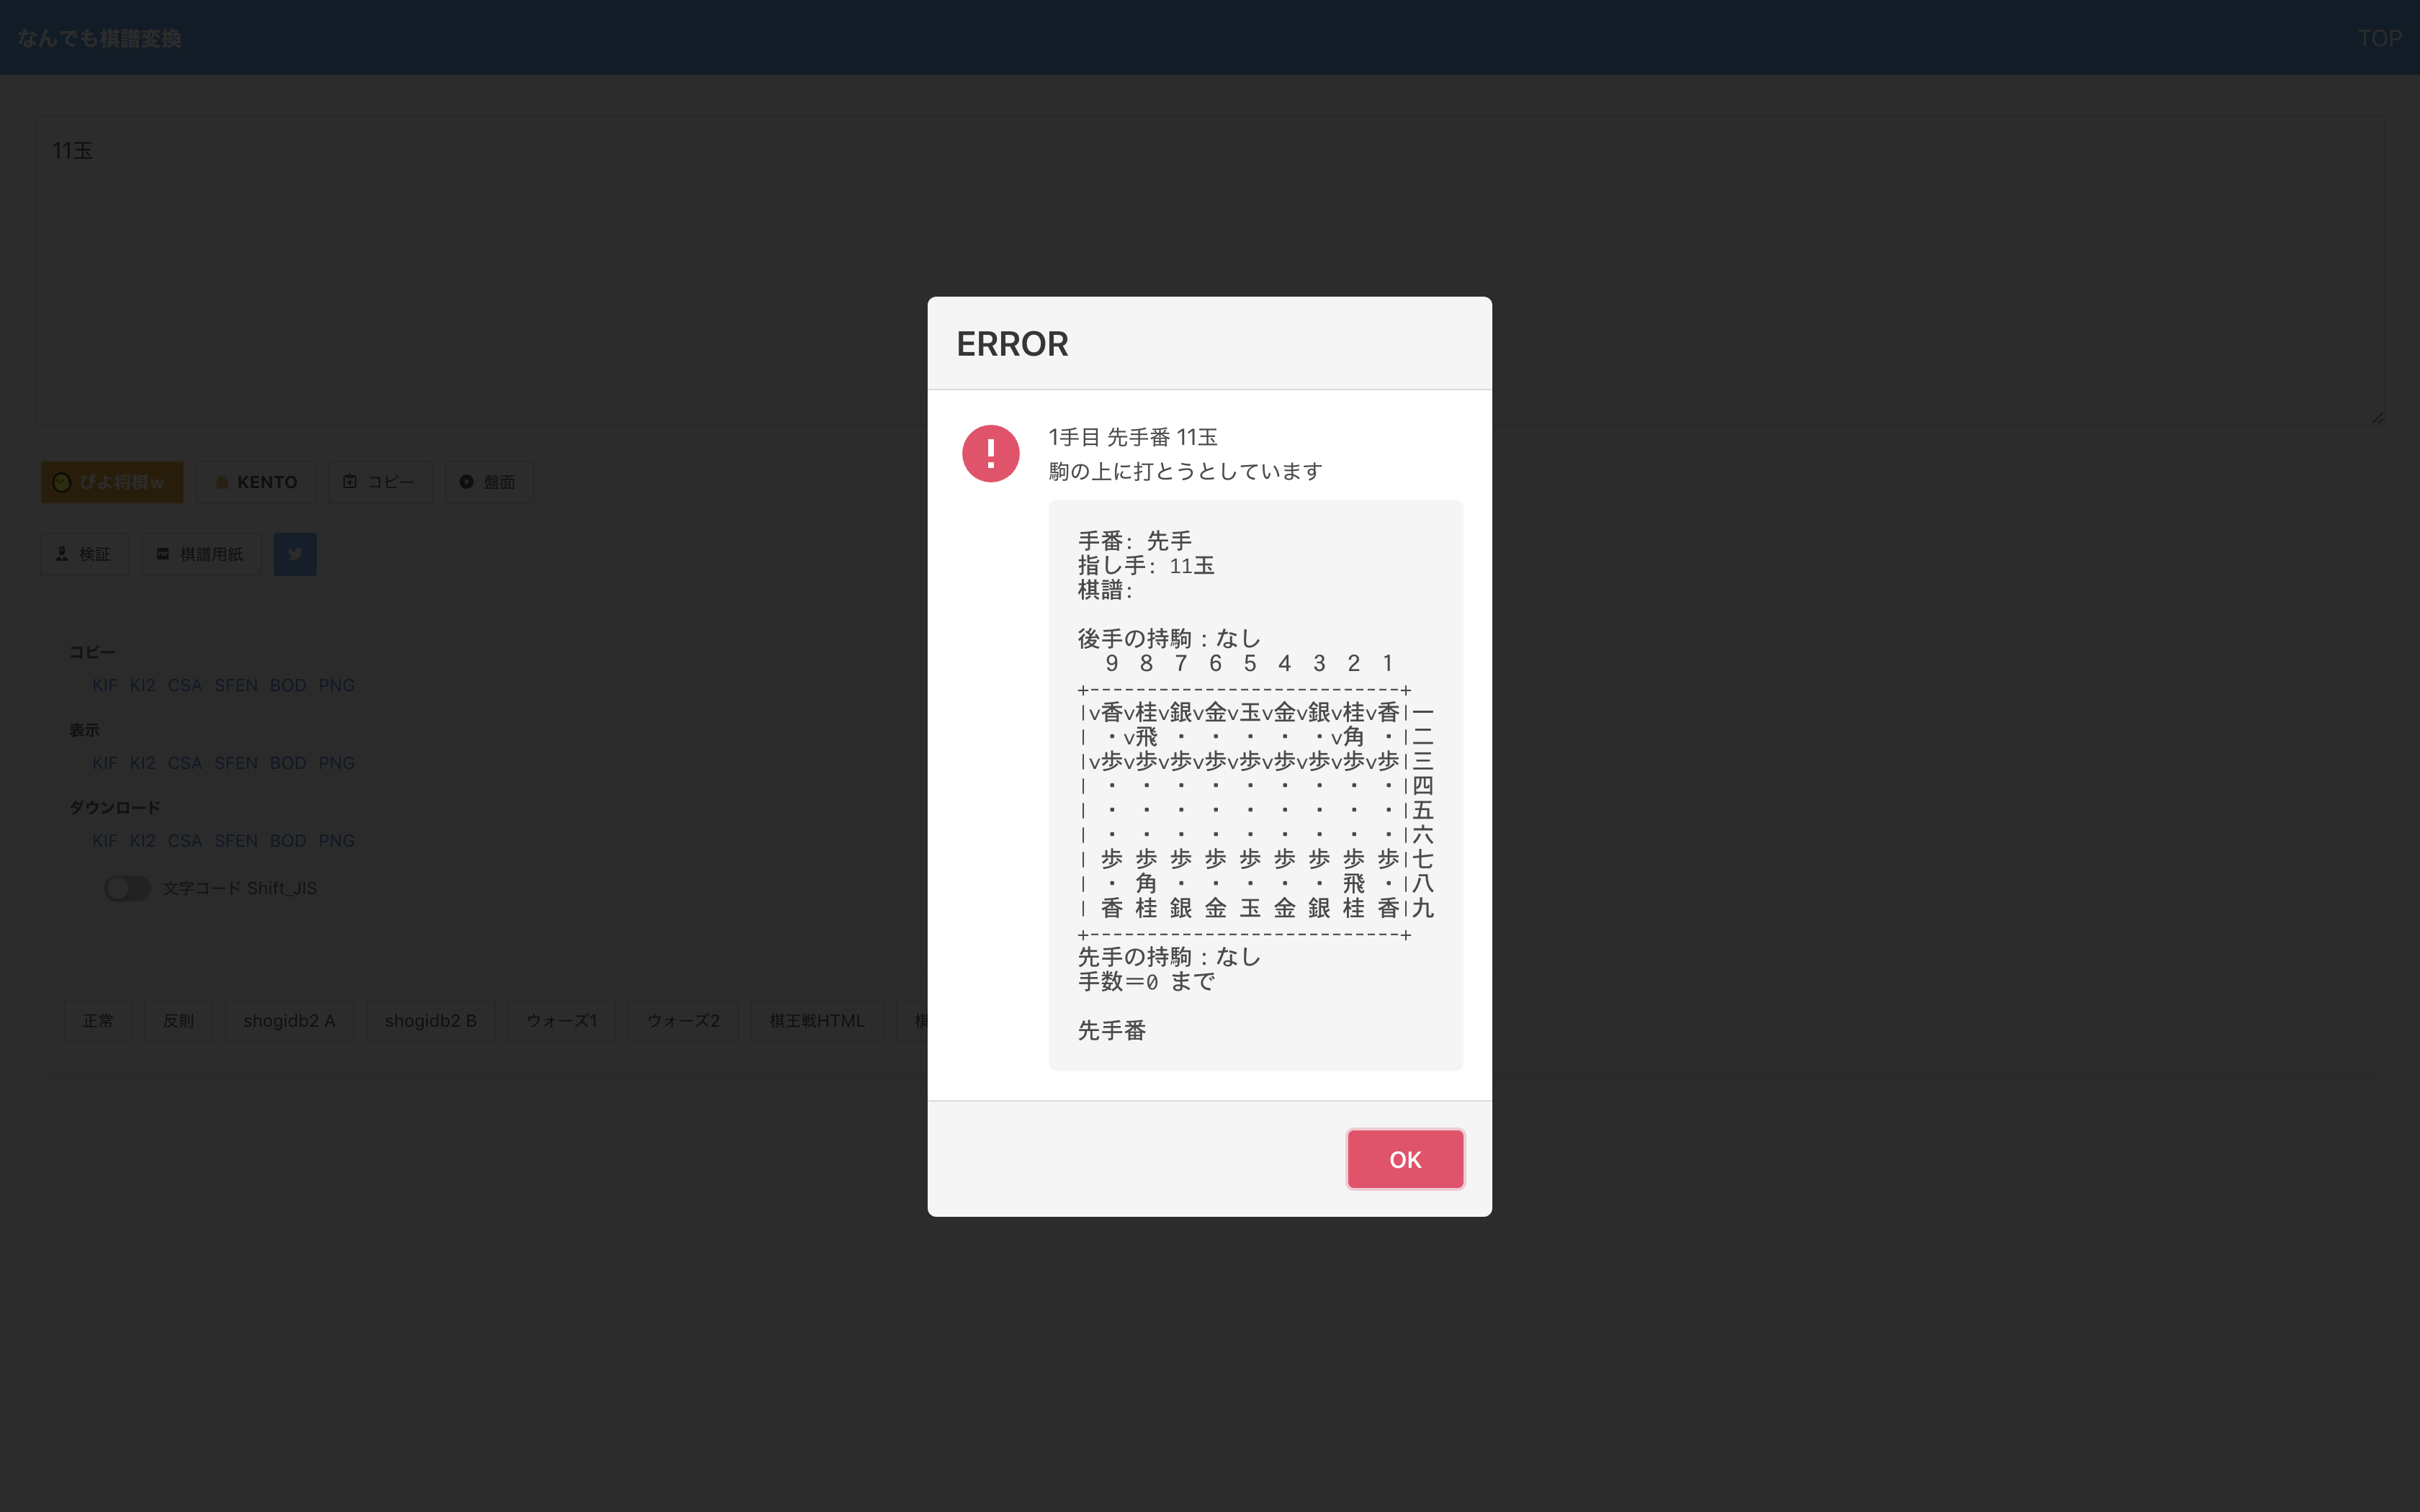 なんでも棋譜変換
TOP
11玉
ERROR
1手目 先手番 11玉
駒の上に打とうとしています
手番: 先手
指し手: 11玉
棋譜:
後手の持駒：なし
9 8 7 6 5 4 3 2 1
+---------------------------+
|v香v桂v銀v金v玉v金v銀v桂v香|一
| ・v飛 ・ ・ ・ ・ ・v角 ・|二
|v歩v歩v歩v歩v歩v歩v歩v歩v歩|三
| ・ ・ ・ ・ ・ ・ ・ ・ ・|四
| ・ ・ ・ ・ ・ ・ ・ ・ ・|五
| ・ ・ ・ ・ ・ ・ ・ ・ ・|六
| 歩 歩 歩 歩 歩 歩 歩 歩 歩|七
| ・ 角 ・ ・ ・ ・ ・ 飛 ・|八
| 香 桂 銀 金 玉 金 銀 桂 香|九
+---------------------------+
先手の持駒：なし
手数＝0 まで
先手番
OK
ぴよ将棋w KENTO コピー 盤面
検証 棋譜用紙
コピー
KIF KI2 CSA SFEN BOD PNG
表示
KIF KI2 CSA SFEN BOD PNG
ダウンロード
KIF KI2 CSA SFEN BOD PNG
文字コード Shift_JIS
正常 反則 shogidb2 A shogidb2 B ウォーズ1 ウォーズ2 棋王戦HTML